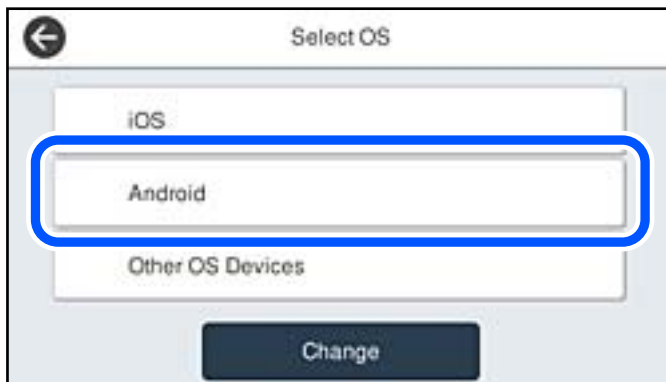 Select OS
iOS
Android
Other OS Devices
Change